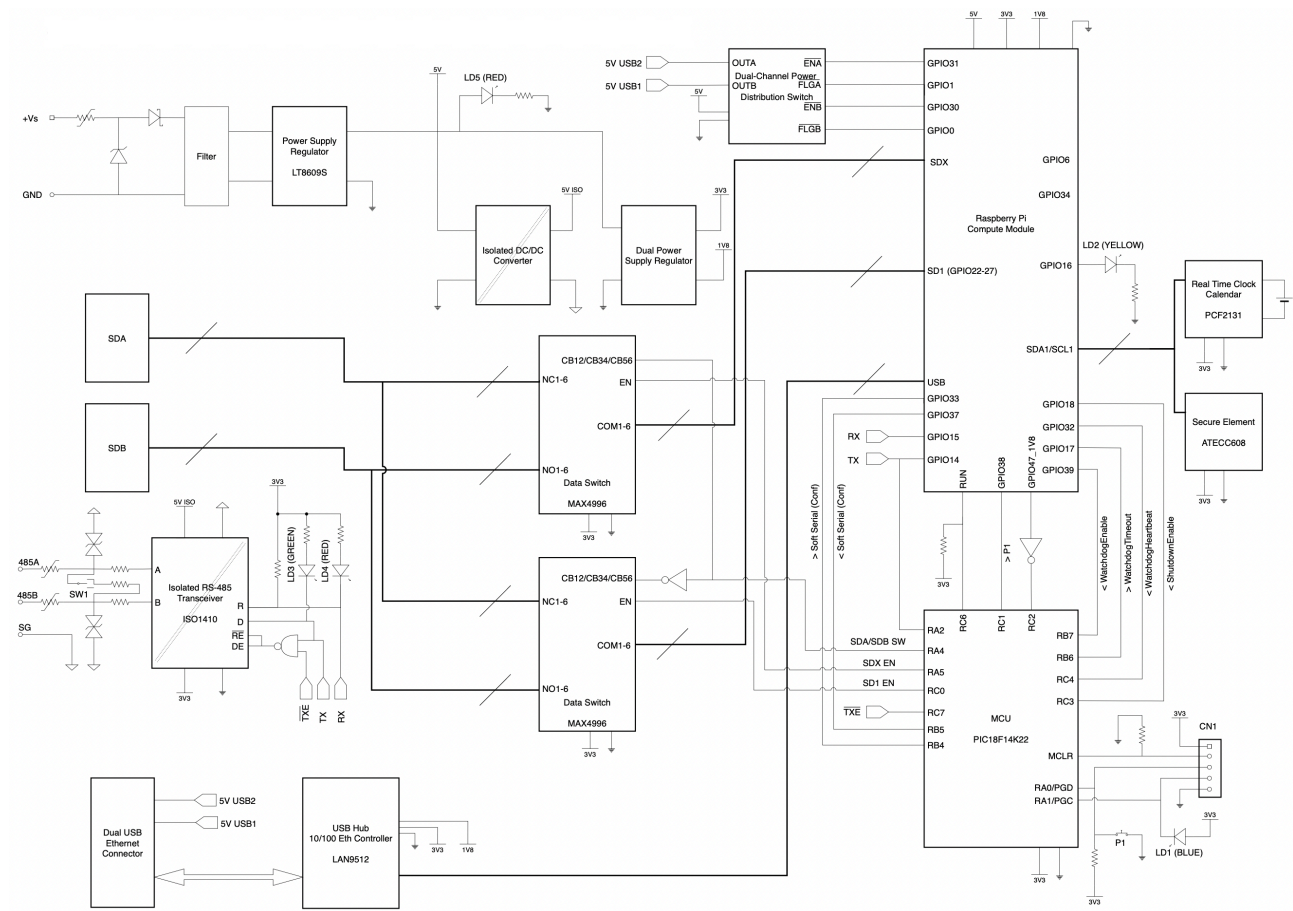 5V
3V3
1V8
5V USB2
5V USB1
5V
OUTA
OUTB
Dual-Channel Power
Distribution Switch
ENA
FLGA
ENB
FLGB
GPIO31
GPIO1
GPIO30
GPIO0
SDX
GPIO6
GPIO34
Raspberry Pi
Compute Module
GPIO16
SD1 (GPIO22-27)
SDA1/SCL1
USB
GPIO33
GPIO37
GPIO15
GPIO14
GPIO18
GPIO32
GPIO17
GPIO39
RUN
GPIO38
GPIO47_1V8
RX
TX
LD2 (YELLOW)
Real Time Clock
Calendar
PCF2131
3V3
Secure Element
ATECC608
3V3
+Vs
GND
Filter
Power Supply
Regulator
LT8609S
5V
LD5 (RED)
5V ISO
Isolated DC/DC
Converter
3V3
1V8
Dual Power
Supply Regulator
SDA
SDB
CB12/CB34/CB56
NC1-6
EN
COM1-6
NO1-6
Data Switch
MAX4996
3V3
CB12/CB34/CB56
NC1-6
EN
COM1-6
NO1-6
Data Switch
MAX4996
3V3
5V ISO
3V3
LD3 (GREEN)
LD4 (RED)
485A
SW1
485B
SG
A
B
Isolated RS-485
Transceiver
ISO1410
R
D
RE
DE
3V3
TXE
TX
RX
> Soft Serial (Conf)
< Soft Serial (Conf)
3V3
> P1
< WatchdogEnable
> WatchdogTimeout
< WatchdogHeartbeat
< ShutdownEnable
SDA/SDB SW
SDX EN
SD1 EN
TXE
RC6
RC1
RC2
RA2
RA4
RA5
RC0
RC7
RB5
RB4
MCU
PIC18F14K22
RB7
RB6
RC4
RC3
MCLR
RA0/PGD
RA1/PGC
3V3
3V3
CN1
3V3
P1
LD1 (BLUE)
3V3
Dual USB
Ethernet
Connector
5V USB2
5V USB1
USB Hub
10/100 Eth Controller
LAN9512
3V3
1V8